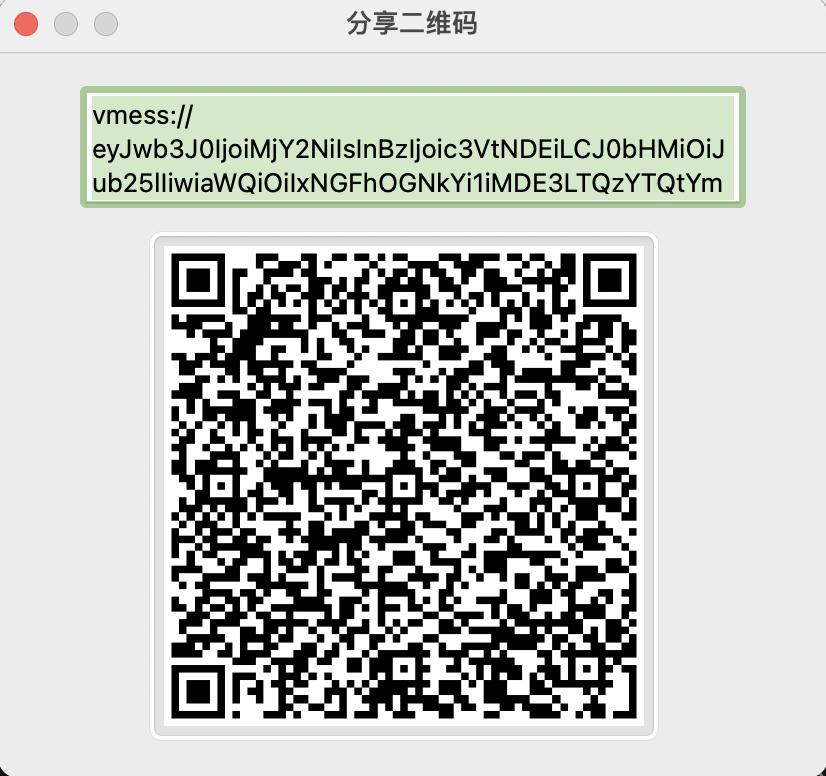 分享二维码
vmess://
eyJwb3J0IjoiMjY2NiIsInBzIjoic3VtNDEiLCJ0bHMiOiJ
ub25lIiwiaWQiOiIxNGFhOGNkYi1iMDE3LTQzYTQtYm